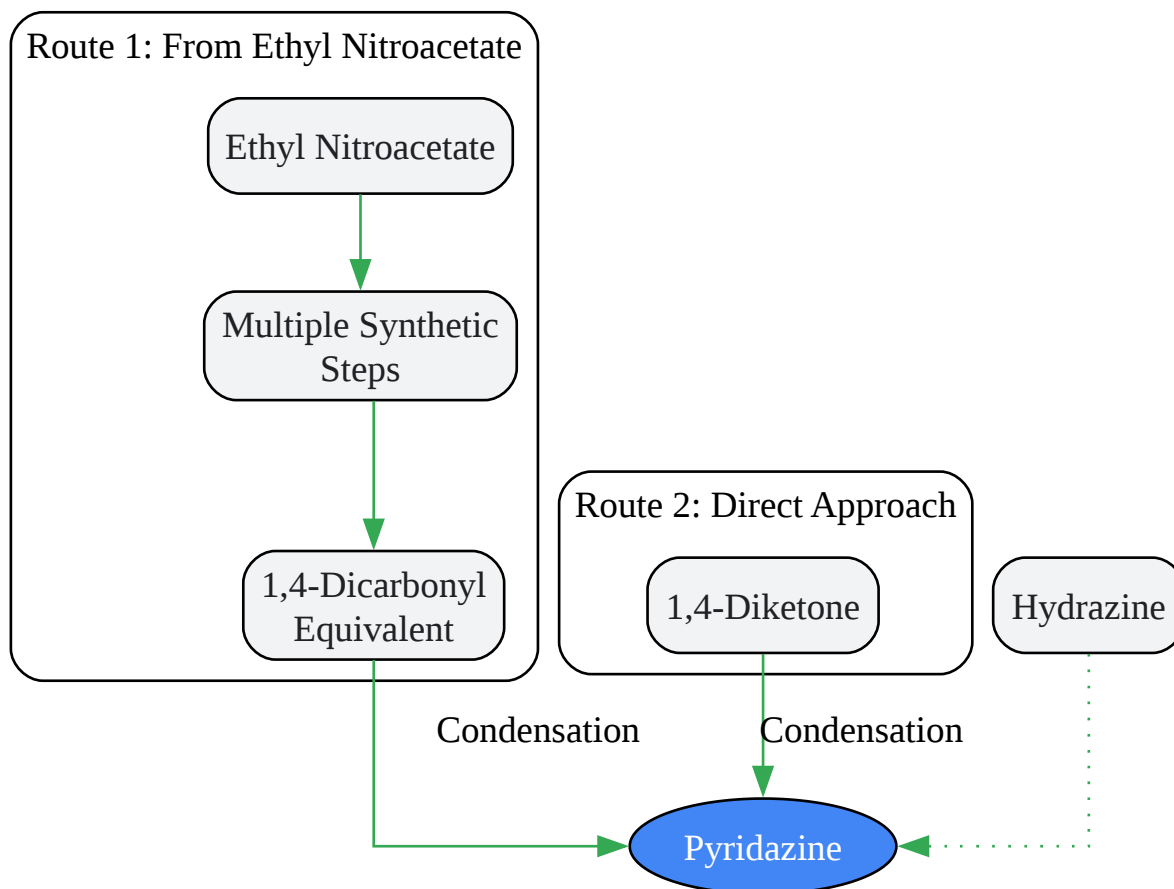 Route 1: From Ethyl Nitroacetate
Ethyl Nitroacetate
Multiple Synthetic
Steps
1,4-Dicarbonyl
Equivalent
Route 2: Direct Approach
1,4-Diketone
Hydrazine
Condensation
Condensation
Pyridazine